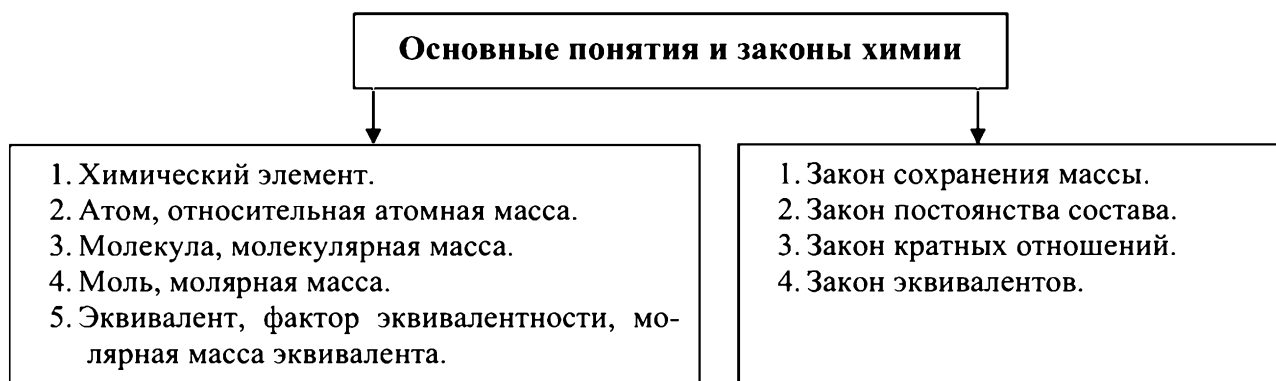 Основные понятия и законы химии
1. Химический элемент.
2. Атом, относительная атомная масса.
3. Молекула, молекулярная масса.
4. Моль, молярная масса.
5. Эквивалент, фактор эквивалентности, мо-
лярная масса эквивалента.
1. Закон сохранения массы.
2. Закон постоянства состава.
3. Закон кратных отношений.
4. Закон эквивалентов.